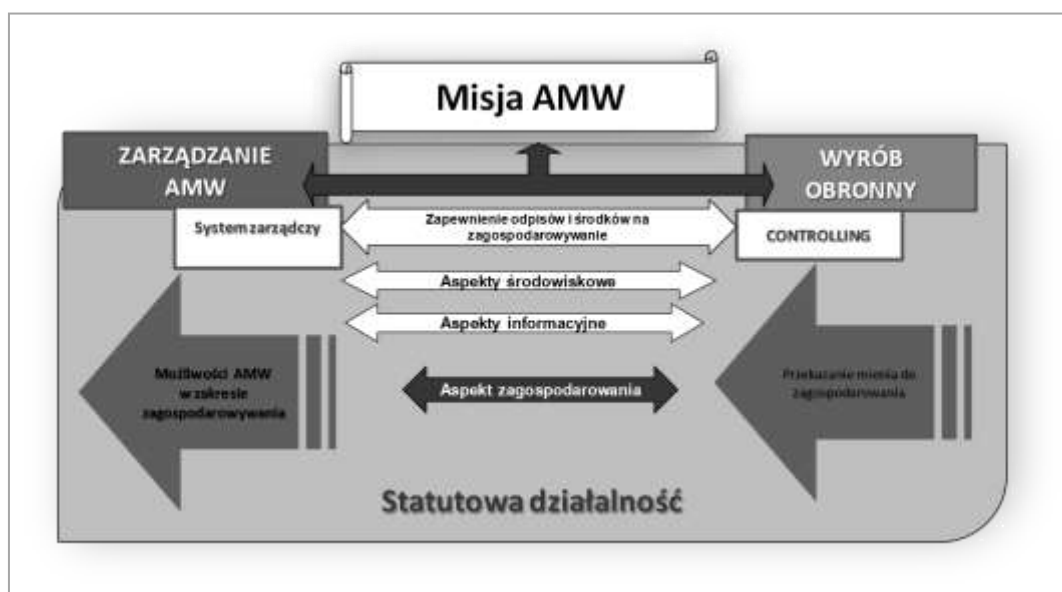 Misja AMW
ZARZĄDZANIE
AMW
WYRÓB
OBRONNY
System zarządczy
Zapewnienie odpisów i środków na
zagospodarowywanie
CONTROLLING
Aspekty środowiskowe
Aspekty informacyjne
Możliwości AMW
w zakresie
zagospodarowywania
Aspekt zagospodarowania
Przekazanie mienia do
zagospodarowania
Statutowa działalność